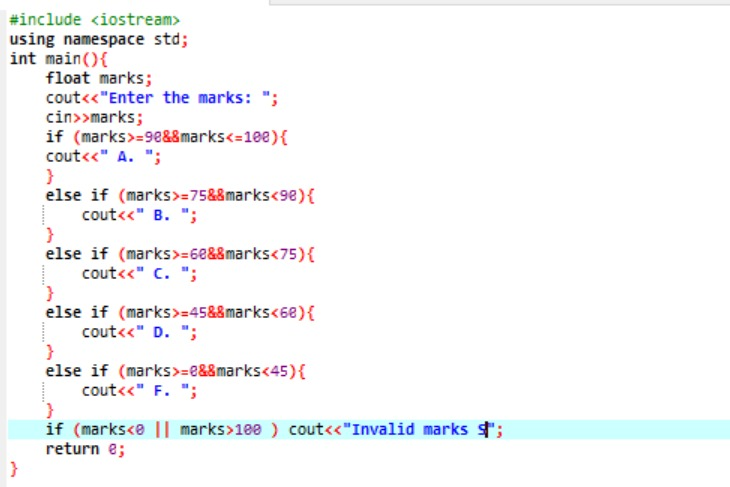 #include <iostream>
using namespace std;
int main(){
    float marks;
    cout<<"Enter the marks: ";
    cin>>marks;
    if (marks>=90&&marks<=100){
    cout<<" A. ";
    }
    else if (marks>=75&&marks<90){
        cout<<" B. ";
    }
    else if (marks>=60&&marks<75){
        cout<<" C. ";
    }
    else if (marks>=45&&marks<60){
        cout<<" D. ";
    }
    else if (marks>=0&&marks<45){
        cout<<" F. ";
    }
    if (marks<0 || marks>100 ) cout<<"Invalid marks S";
    return 0;
}